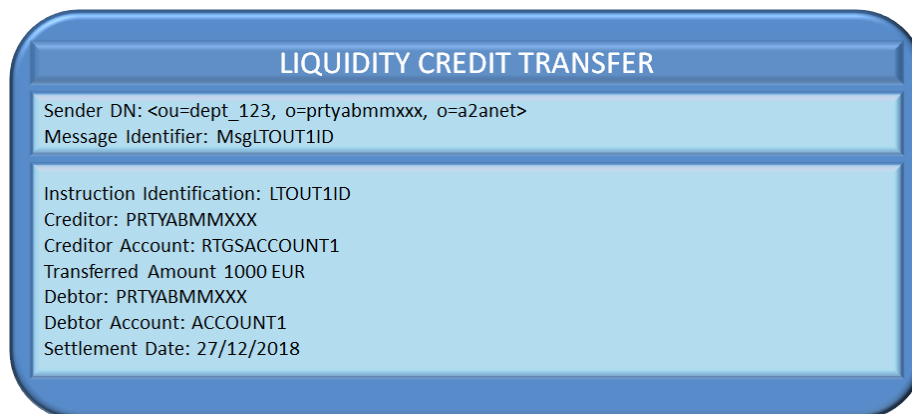 LIQUIDITY CREDIT TRANSFER
Sender DN: <ou=dept_123, o=prtyabmmxxx, o=a2anet>
Message Identifier: MsgLTOUT1ID
Instruction Identification: LTOUT1ID
Creditor: PRTYABMMXXX
Creditor Account: RTGSACCOUNT1
Transferred Amount 1000 EUR
Debtor: PRTYABMMXXX
Debtor Account: ACCOUNT1
Settlement Date: 27/12/2018